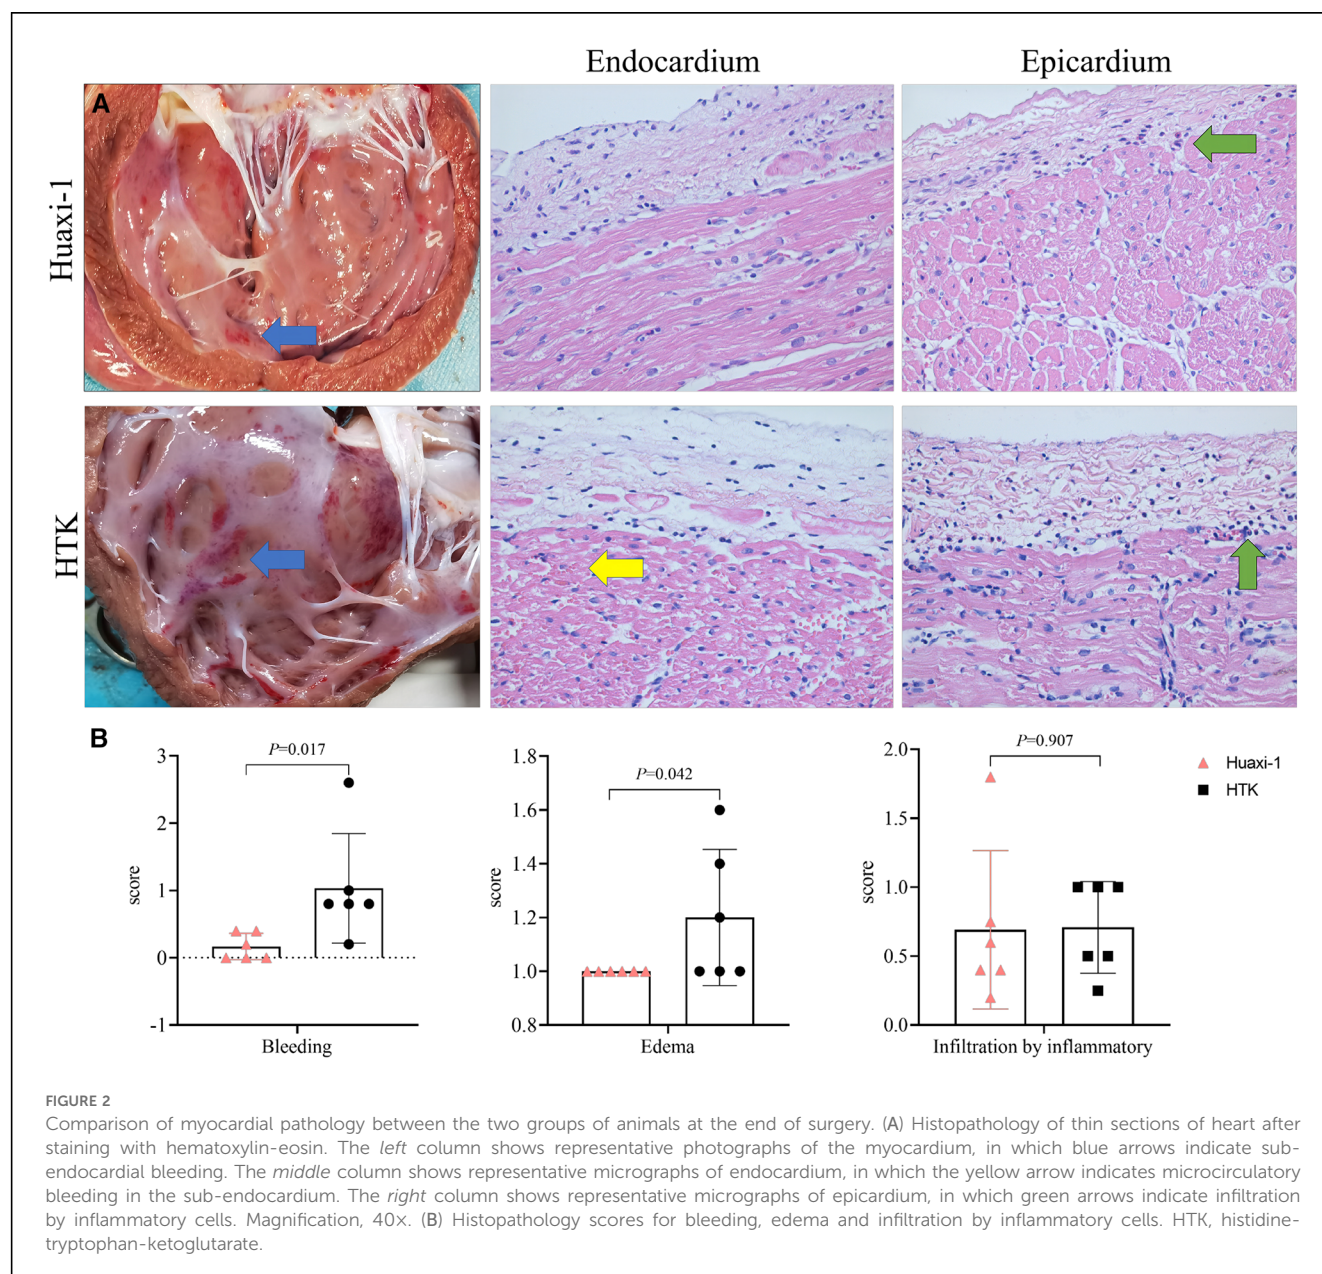 Endocardium
Epicardium
A
Huaxi-1
HTK
B
P=0.017
3
2
1
0
-1
score
Bleeding
P=0.042
1.8
1.6
1.4
1.2
1.0
0.8
score
Edema
P=0.907
2.0
1.5
1.0
0.5
0.0
score
Infiltration by inflammatory
Huaxi-1
HTK
FIGURE 2
Comparison of myocardial pathology between the two groups of animals at the end of surgery. (A) Histopathology of thin sections of heart after
staining with hematoxylin-eosin. The left column shows representative photographs of the myocardium, in which blue arrows indicate sub-
endocardial bleeding. The middle column shows representative micrographs of endocardium, in which the yellow arrow indicates microcirculatory
bleeding in the sub-endocardium. The right column shows representative micrographs of epicardium, in which green arrows indicate infiltration
by inflammatory cells. Magnification, 40×. (B) Histopathology scores for bleeding, edema and infiltration by inflammatory cells. HTK, histidine-
tryptophan-ketoglutarate.